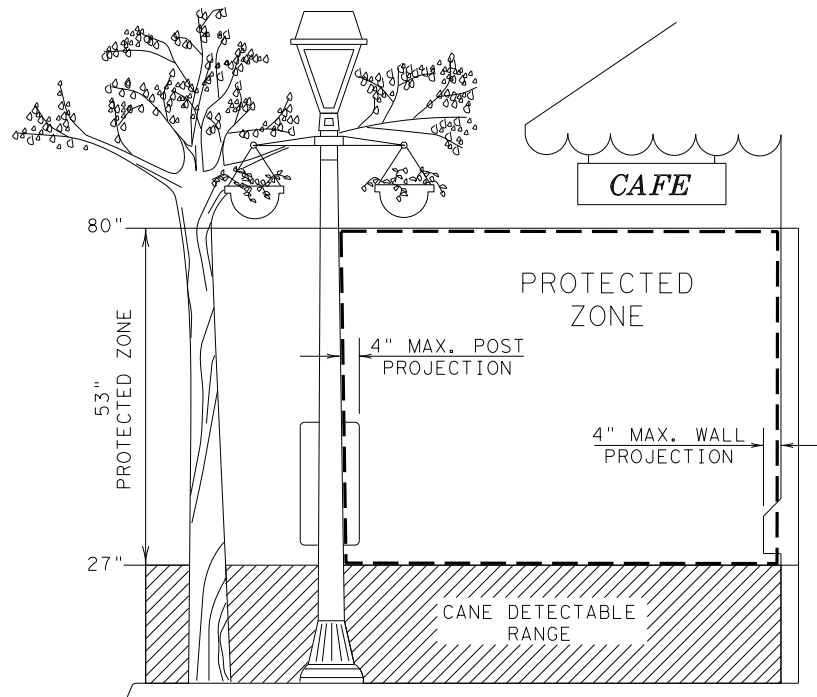 CAFE
80"
PROTECTED
ZONE
4" MAX. POST
PROJECTION
53"
PROTECTED ZONE
4" MAX. WALL
PROJECTION
27"
CANE DETECTABLE
RANGE